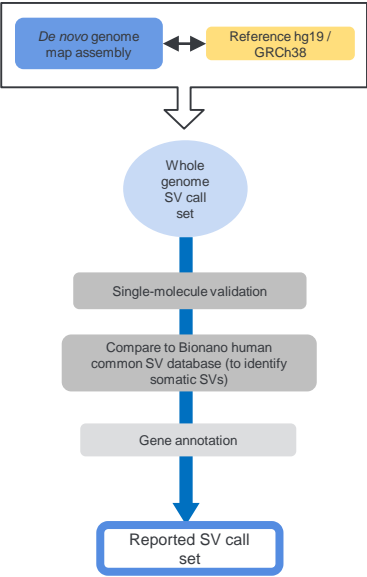 De novo genome
map assembly
Reference hg19 /
GRCh38
Whole
genome
SV call
set
Single-molecule validation
Compare to Bionano human
common SV database (to identify
somatic SVs)
Gene annotation
Reported SV call
set